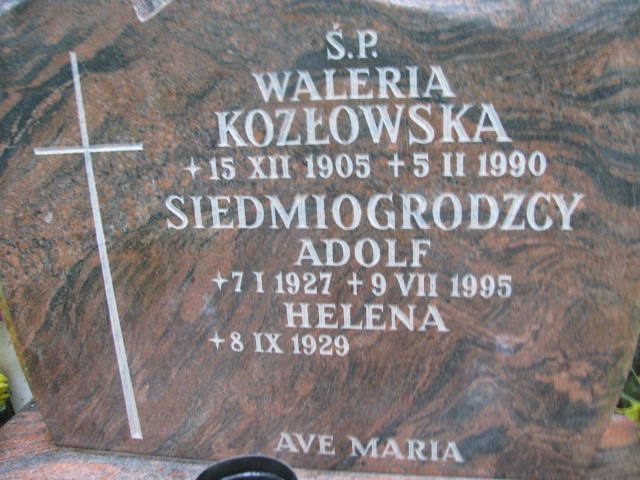 Ś.P.
WALERIA
KOZŁOWSKA
+15 XII 1905 +5 II 1990
SIEDMIOGRODZCY
ADOLF
+7 I 1927 +9 VII 1995
HELENA
+8 IX 1929
AVE MARIA